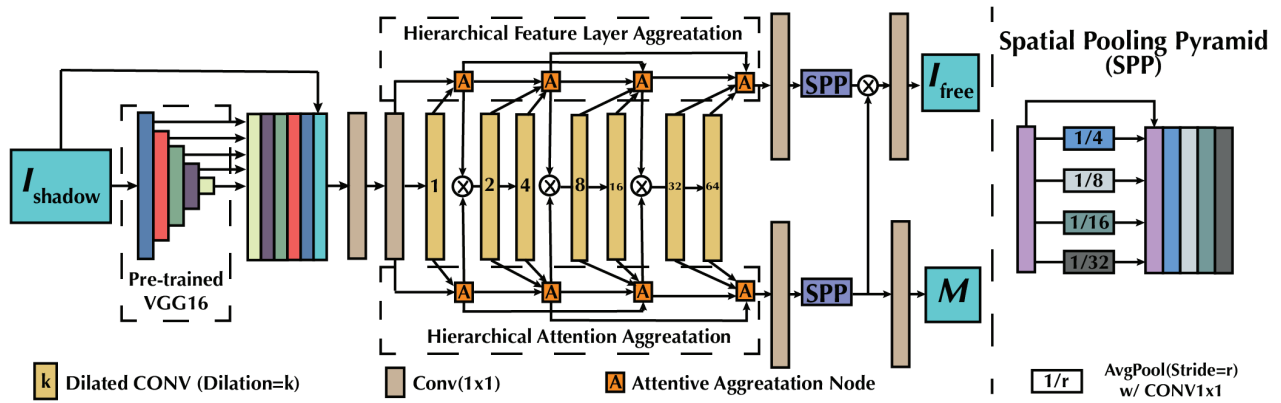 Hierarchical Feature Layer Aggreatation
A A A A
SPP
I free
I shadow
Pre-trained
VGG16
1 2 4 8 16 32 64
A A A A
SPP
M
Hierarchical Attention Aggreatation
Spatial Pooling Pyramid
(SPP)
1/4
1/8
1/16
1/32
k Dilated CONV (Dilation=k)
Conv(1x1)
A Attentive Aggreatation Node
1/r
AvgPool(Stride=r)
w/ CONV1x1